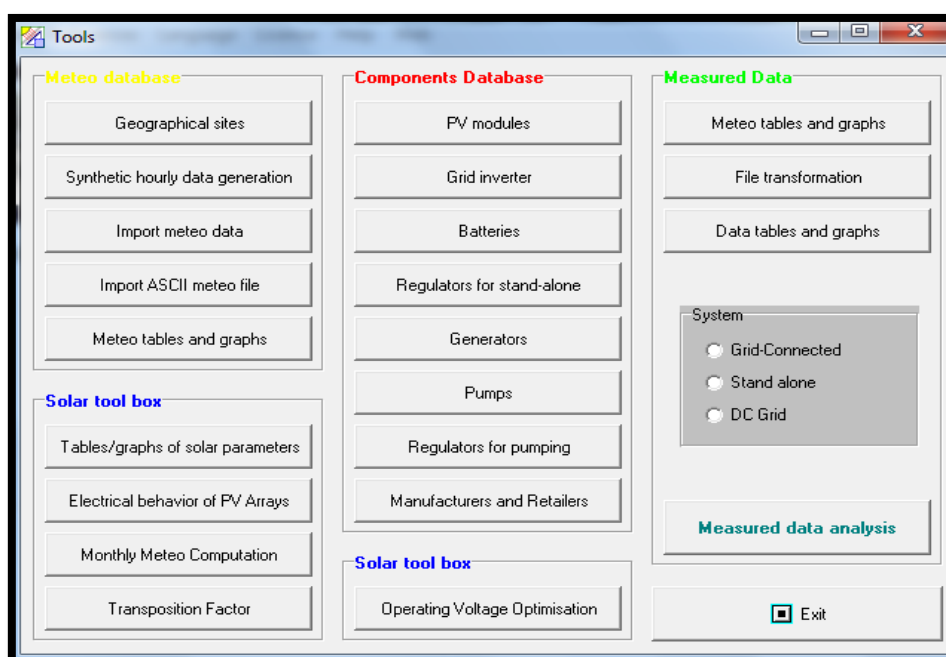 Tools
Meteo database
Geographical sites
Synthetic hourly data generation
Import meteo data
Import ASCII meteo file
Meteo tables and graphs
Solar tool box
Tables/graphs of solar parameters
Electrical behavior of PV Arrays
Monthly Meteo Computation
Transposition Factor
Components Database
PV modules
Grid inverter
Batteries
Regulators for stand-alone
Generators
Pumps
Regulators for pumping
Manufacturers and Retailers
Solar tool box
Operating Voltage Optimisation
Measured Data
Meteo tables and graphs
File transformation
Data tables and graphs
System
Grid-Connected
Stand alone
DC Grid
Measured data analysis
Exit